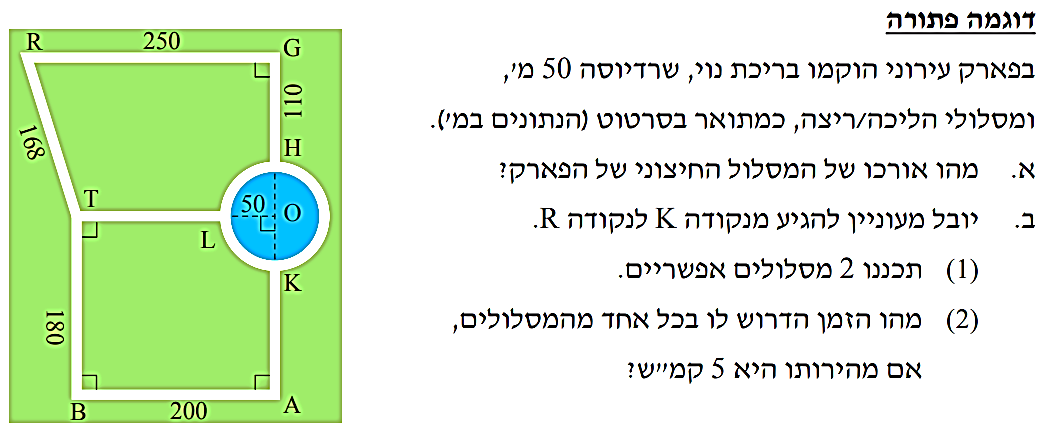 דוגמה פתורה
בפארק עירוני הוקמו בריכת נוי, שרדיוסה 50 מ',
ומסלולי הליכה/ריצה, כמתואר בסרטוט (הנתונים במ').
א. מהו אורכו של המסלול החיצוני של הפארק?
ב. יובל מעוניין להגיע מנקודה K לנקודה R.
(1) תכננו 2 מסלולים אפשריים.
(2) מהו הזמן הדרוש לו בכל אחד מהמסלולים,
אם מהירותו היא 5 קמ"ש?
R
250
G
110
168
H
T
50
O
L
K
180
B
200
A